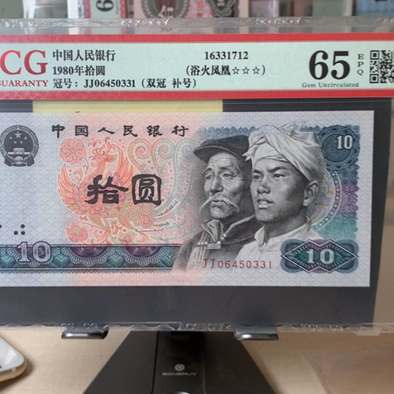 CG
GUARANTY
中国人民银行
1980年拾圆
冠号：JJ06450331（双冠 补号）
16331712
（浴火凤凰☆☆☆）
65 EPQ
Gem Uncirculated
中国人民银行
10
拾圆
JJ06450331
10
10